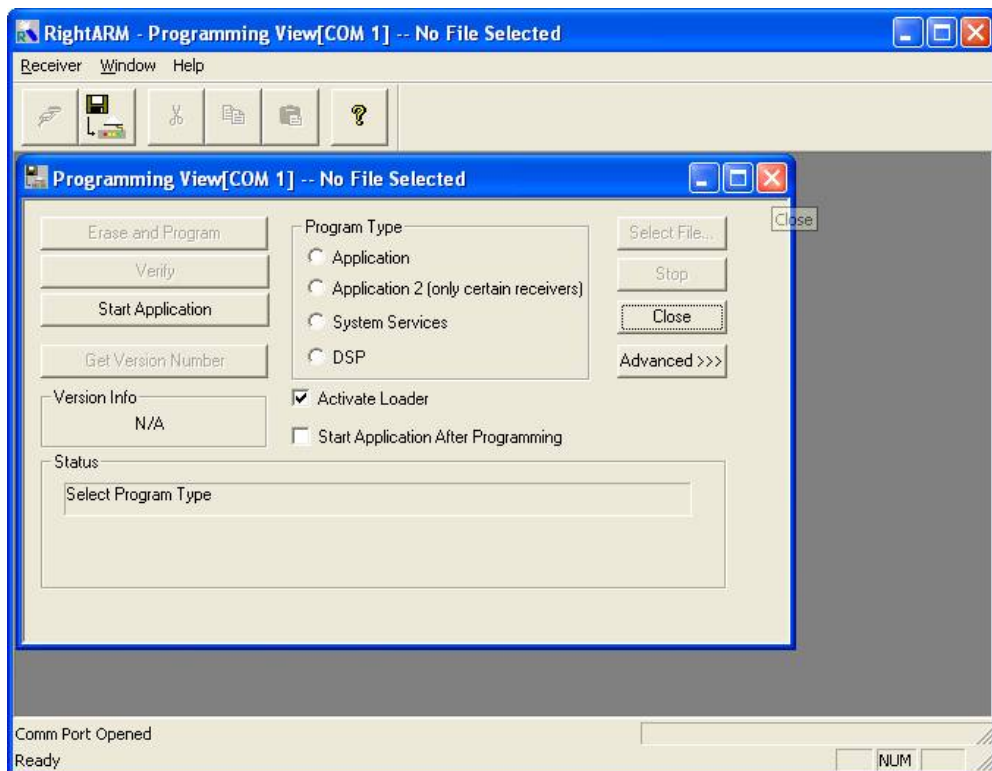 RightARM - Programming View[COM 1] -- No File Selected
Receiver Window Help
Programming View[COM 1] -- No File Selected
Close
Erase and Program
Verify
Start Application
Get Version Number
Version Info
N/A
Program Type
Application
Application 2 (only certain receivers)
System Services
DSP
Activate Loader
Start Application After Programming
Select File...
Stop
Close
Advanced >>>
Status
Select Program Type
Comm Port Opened
Ready
NUM